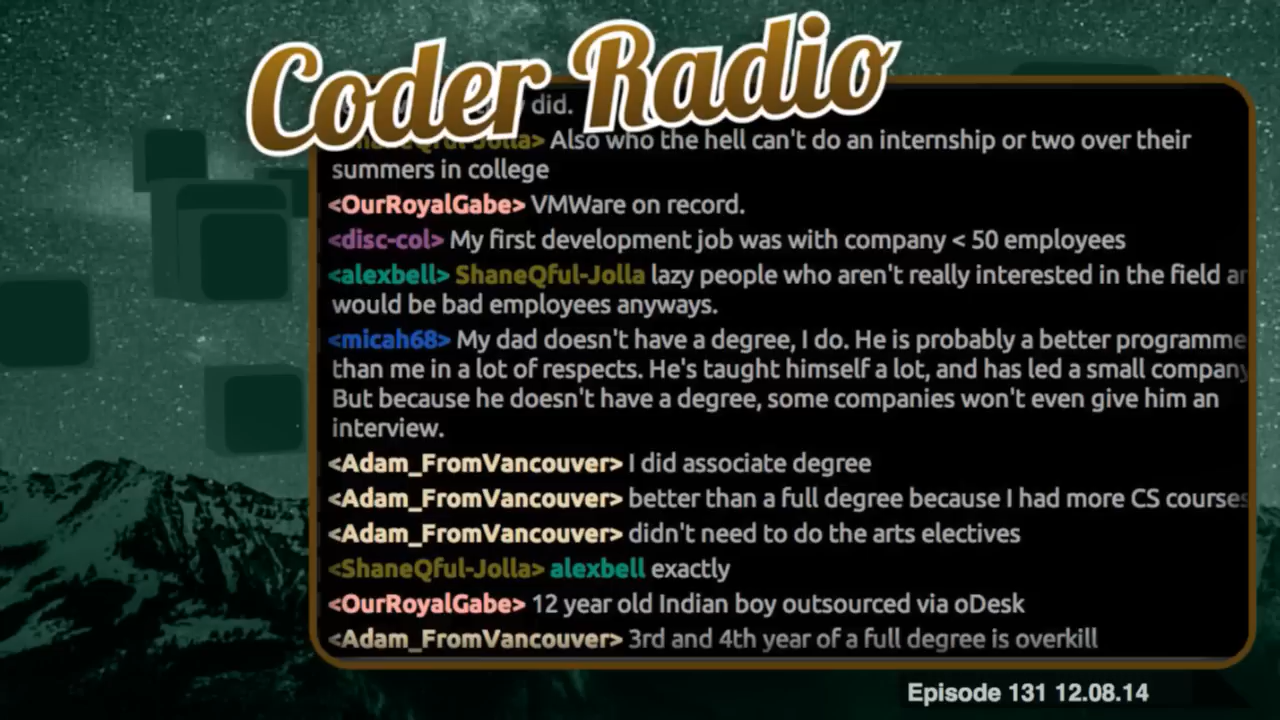 Coder Radio
did.
Also who the hell can't do an internship or two over their
summers in college
<OurRoyalGabe> VMWare on record.
<disc-col> My first development job was with company < 50 employees
<alexbell> ShaneQful-Jolla lazy people who aren't really interested in the field
would be bad employees anyways.
<micah68> My dad doesn't have a degree, I do. He is probably a better programme
than me in a lot of respects. He's taught himself a lot, and has led a small company
But because he doesn't have a degree, some companies won't even give him an
interview.
<Adam_FromVancouver> I did associate degree
<Adam_FromVancouver> better than a full degree because I had more CS courses
<Adam_FromVancouver> didn't need to do the arts electives
<ShaneQful-Jolla> alexbell exactly
<OurRoyalGabe> 12 year old Indian boy outsourced via oDesk
<Adam_FromVancouver> 3rd and 4th year of a full degree is overkill
Episode 131 12.08.14